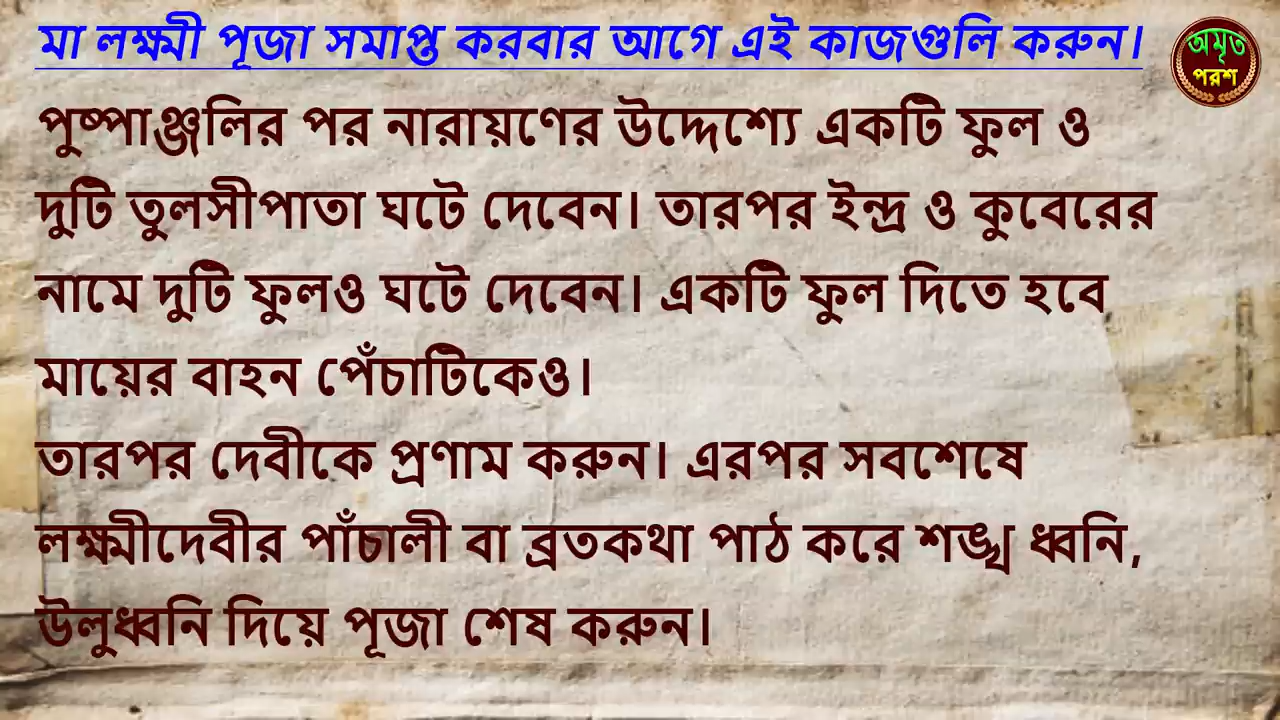 মা লক্ষ্মী পূজা সমাপ্ত করবার আগে এই কাজগুলি করুন।
অমৃত
পরশ
পুষ্পাঞ্জলির পর নারায়ণের উদ্দেশ্যে একটি ফুল ও
দুটি তুলসীপাতা ঘটে দেবেন। তারপর ইন্দ্র ও কুবেরের
নামে দুটি ফুলও ঘটে দেবেন। একটি ফুল দিতে হবে
মায়ের বাহন পেঁচাটিকেও।
তারপর দেবীকে প্রণাম করুন। এরপর সবশেষে
লক্ষ্মীদেবীর পাঁচালী বা ব্রতকথা পাঠ করে শঙ্খ ধ্বনি,
উলুধ্বনি দিয়ে পূজা শেষ করুন।